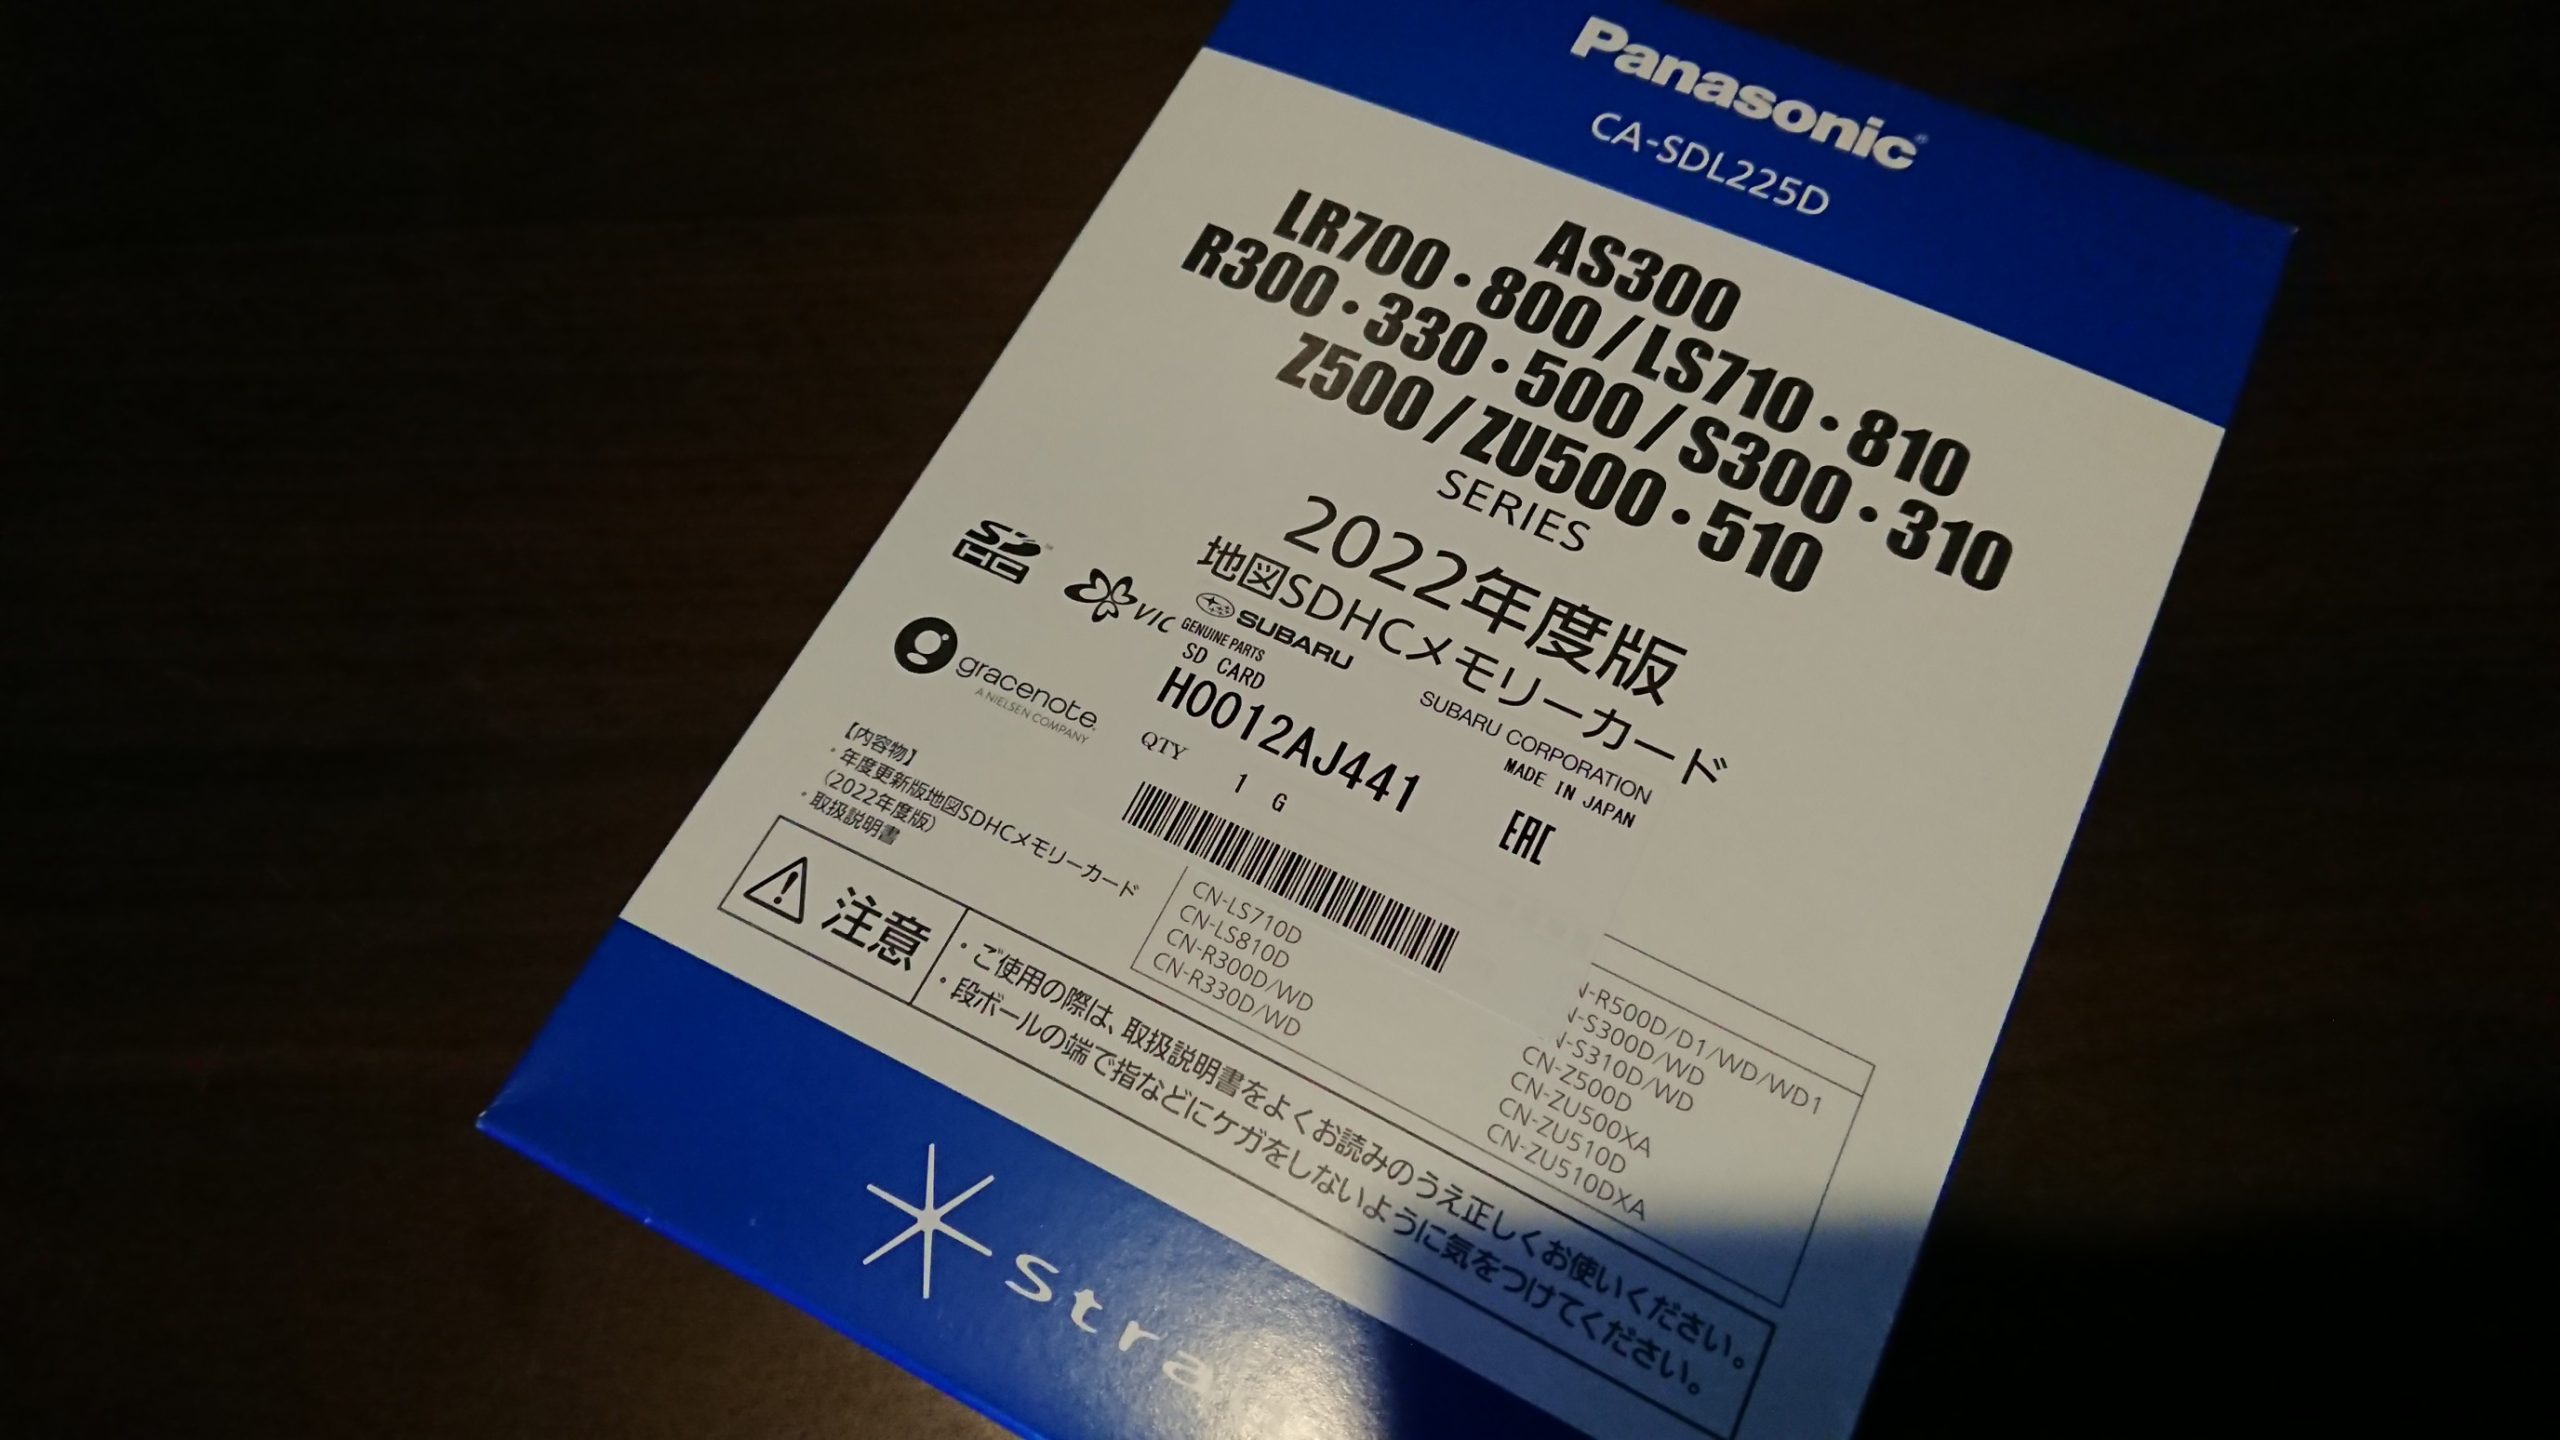 Panasonic
CA-SDL225D
AS300
LR700・800/LS710・810
R300・330・500/S300・310
Z500/ZU500・510
SERIES
2022年度版
地図SDHCメモリーカード
SD HC
VIC
gracenote
A NIELSEN COMPANY
SUBARU
GENUINE PARTS
SD CARD
H0012AJ441
QTY 1 G
SUBARU CORPORATION
MADE IN JAPAN
EAC
【内容物】
・年度更新版地図SDHCメモリーカード
(2022年度版)
・取扱説明書
CN-LS710D
CN-LS810D
CN-R300D/WD
CN-R330D/WD
-R500D/D1/WD/WD1
-S300D/WD
-S310D/WD
CN-Z500D
CN-ZU500XA
CN-ZU510D
CN-ZU510DXA
注意
・ご使用の際は、取扱説明書をよくお読みのうえ正しくお使いください。
・段ボールの端で指などにケガをしないように気をつけてください。
Stra